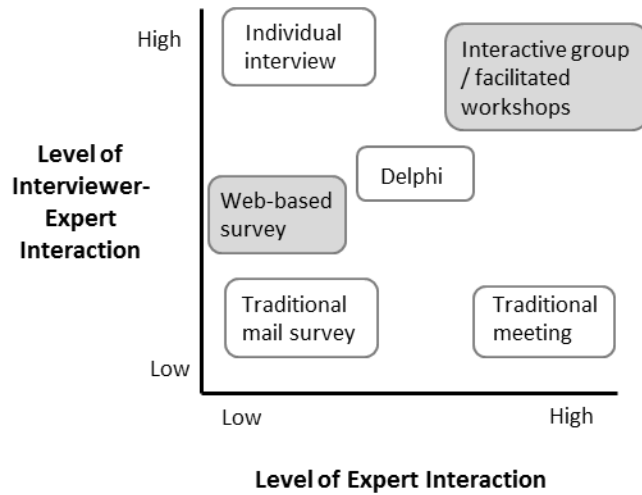 High
Individual
interview
Interactive group
/ facilitated
workshops
Level of
Interviewer-
Expert
Interaction
Delphi
Web-based
survey
Traditional
mail survey
Traditional
meeting
Low
Low
High
Level of Expert Interaction